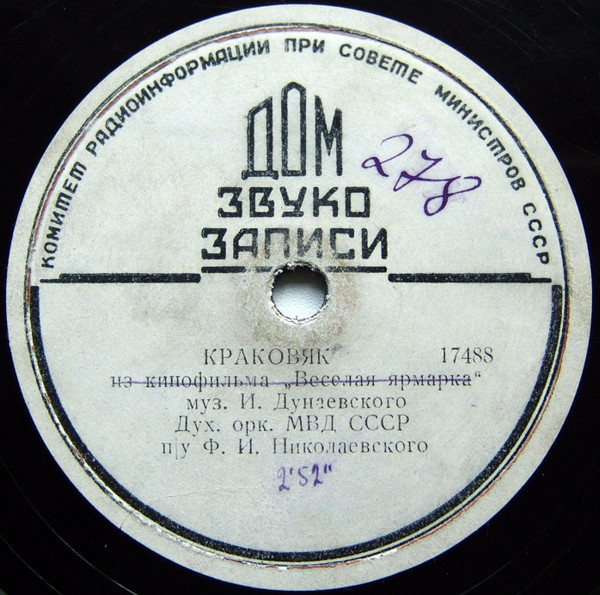 КОМИТЕТ РАДИОИНФОРМАЦИИ ПРИ СОВЕТЕ МИНИСТРОВ СССР
ДОМ
ЗВУКО
ЗАПИСИ
278
КРАКОВЯК 17488
из кинофильма „Веселая ярмарка“
муз. И. Дунаевского
Дух. орк. МВД СССР
п/у Ф. И. Николаевского
2'52"